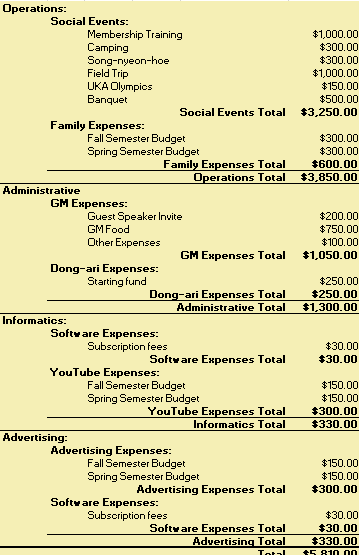 Operations:
Social Events:
Membership Training $1,000.00
Camping $300.00
Song-nyeon-hoe $300.00
Field Trip $1,000.00
UKA Olympics $150.00
Banquet $500.00
Social Events Total $3,250.00
Family Expenses:
Fall Semester Budget $300.00
Spring Semester Budget $300.00
Family Expenses Total $600.00
Operations Total $3,850.00
Administrative
GM Expenses:
Guest Speaker Invite $200.00
GM Food $750.00
Other Expenses $100.00
GM Expenses Total $1,050.00
Dong-ari Expenses:
Starting fund $250.00
Dong-ari Expenses Total $250.00
Administrative Total $1,300.00
Informatics:
Software Expenses:
Subscription fees $30.00
Software Expenses Total $30.00
YouTube Expenses:
Fall Semester Budget $150.00
Spring Semester Budget $150.00
YouTube Expenses Total $300.00
Informatics Total $330.00
Advertising:
Advertising Expenses:
Fall Semester Budget $150.00
Spring Semester Budget $150.00
Advertising Expenses Total $300.00
Software Expenses:
Subscription fees $30.00
Software Expenses Total $30.00
Advertising Total $330.00
Total $5,810.00